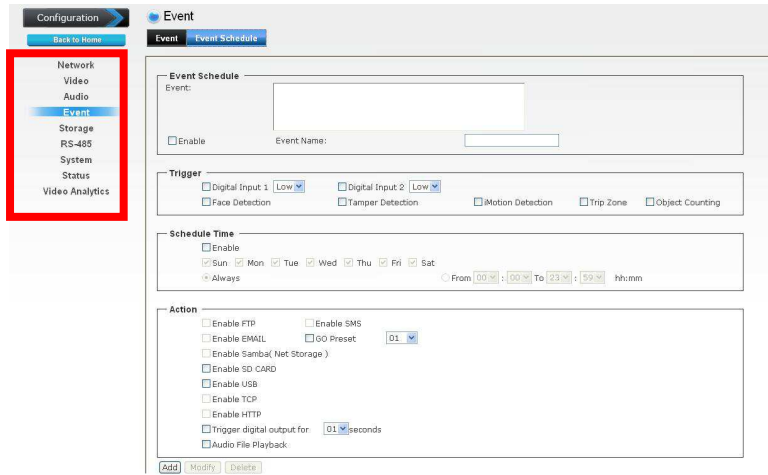 Configuration
Event
Back to Home
Event Event Schedule
Network
Video
Audio
Event
Storage
RS-485
System
Status
Video Analytics
Event Schedule
Event:
Enable Event Name:
Trigger
Digital Input 1 Low Digital Input 2 Low
Face Detection Tamper Detection iMotion Detection Trip Zone Object Counting
Schedule Time
Enable
Sun Mon Tue Wed Thu Fri Sat
Always From 00 : 00 To 23 : 59 hh:mm
Action
Enable FTP Enable SMS
Enable EMAIL GO Preset 01
Enable Samba( Net Storage )
Enable SD CARD
Enable USB
Enable TCP
Enable HTTP
Trigger digital output for 01 seconds
Audio File Playback
Add Modify Delete